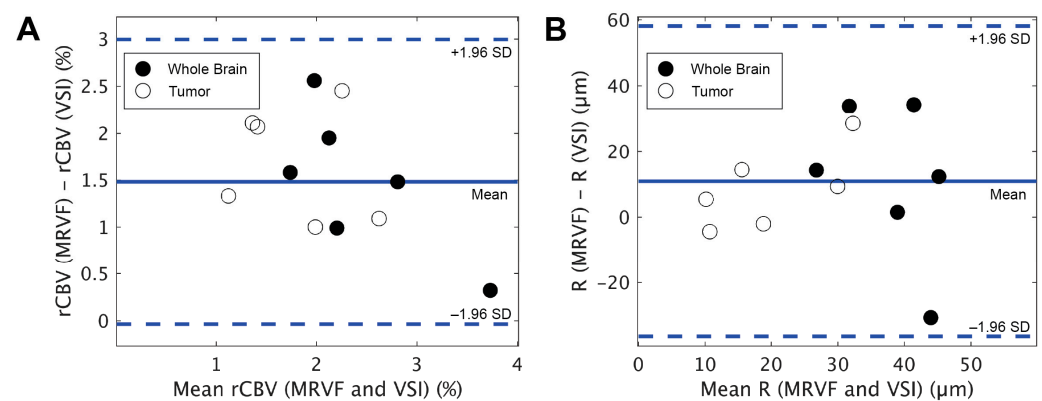 A
rCBV (MRVF) – rCBV (VSI) (%)
3
2.5
2
1.5
1
0.5
0
+1.96 SD
Whole Brain
Tumor
Mean
–1.96 SD
1 2 3 4
Mean rCBV (MRVF and VSI) (%)
B
R (MRVF) – R (VSI) (μm)
60
40
20
0
−20
+1.96 SD
Whole Brain
Tumor
Mean
–1.96 SD
0 10 20 30 40 50
Mean R (MRVF and VSI) (μm)